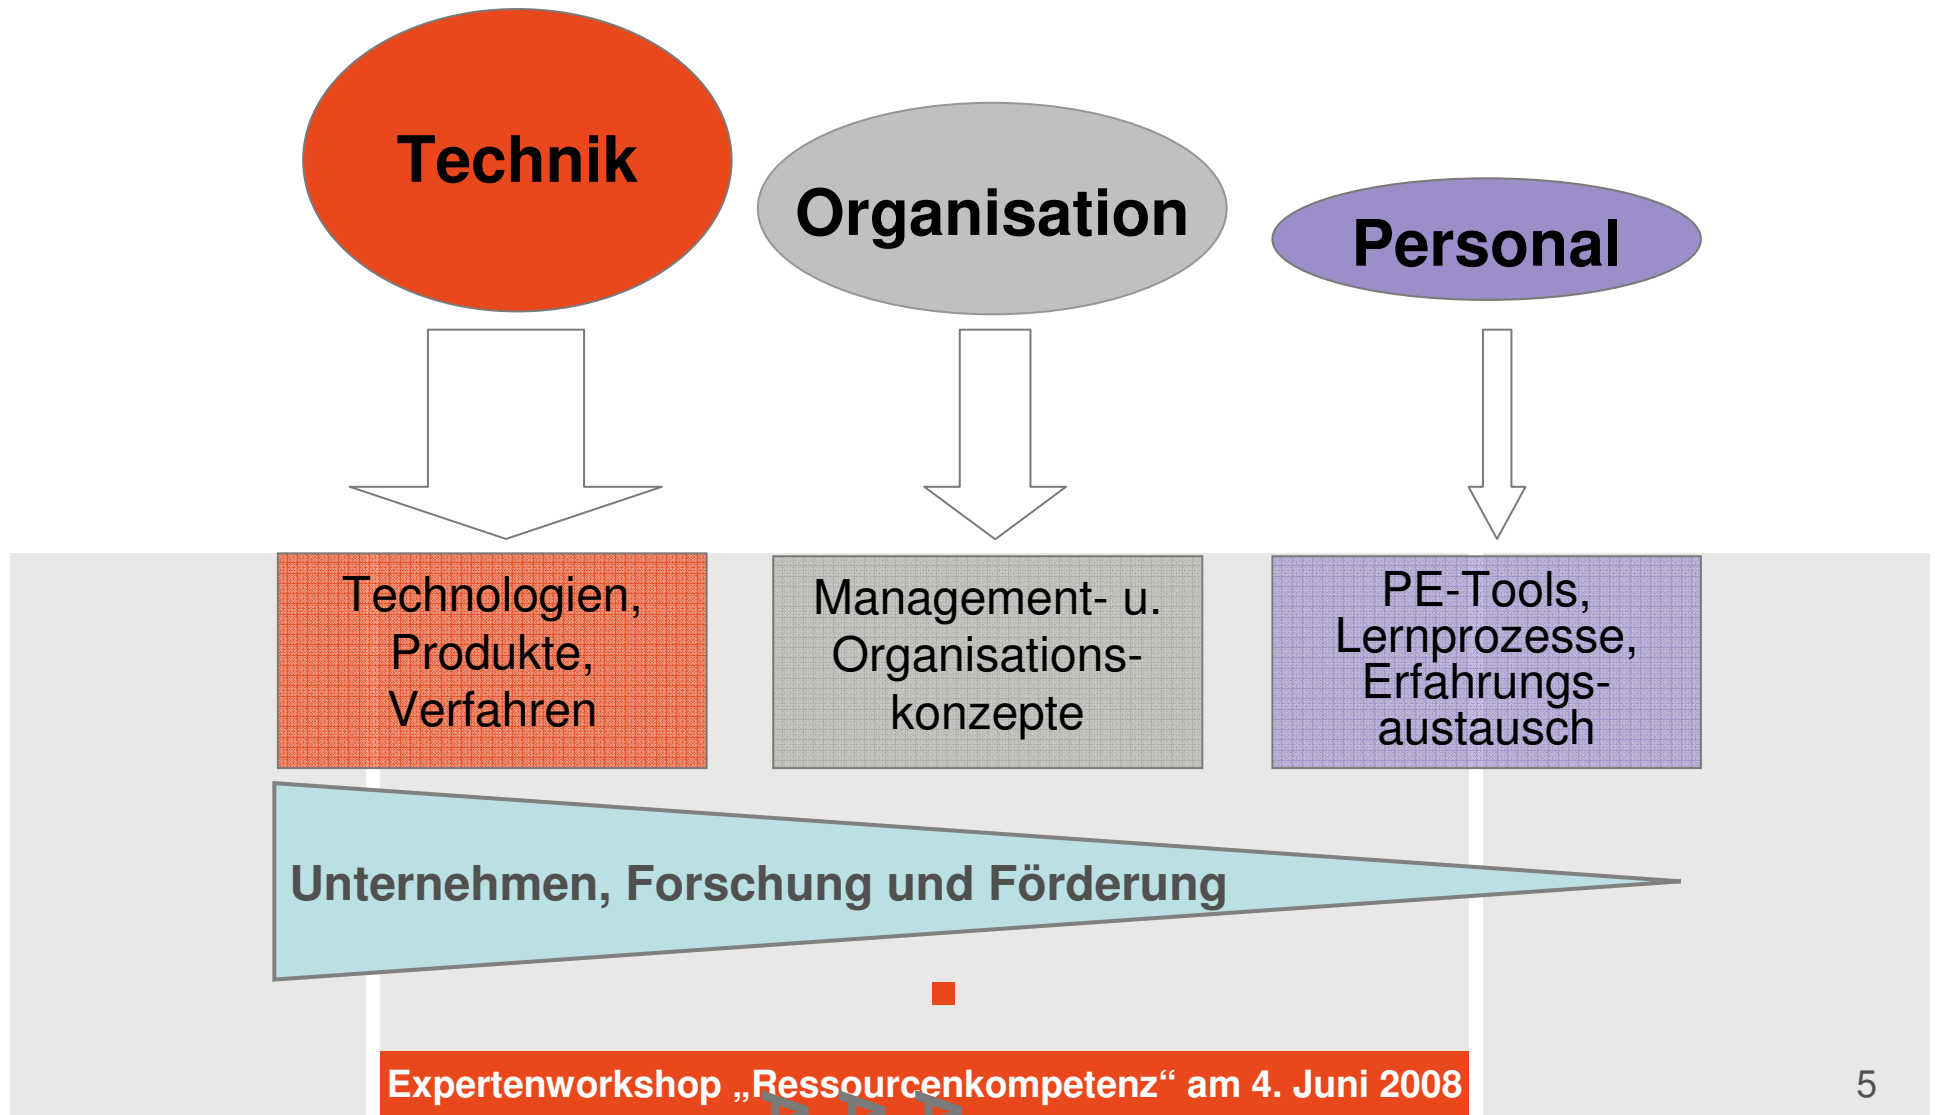 Technik
Organisation
Personal
Technologien,
Produkte,
Verfahren
Management- u.
Organisations-
konzepte
PE-Tools,
Lernprozesse,
Erfahrungs-
austausch
Unternehmen, Forschung und Förderung
Expertenworkshop „Ressourcenkompetenz“ am 4. Juni 2008
5